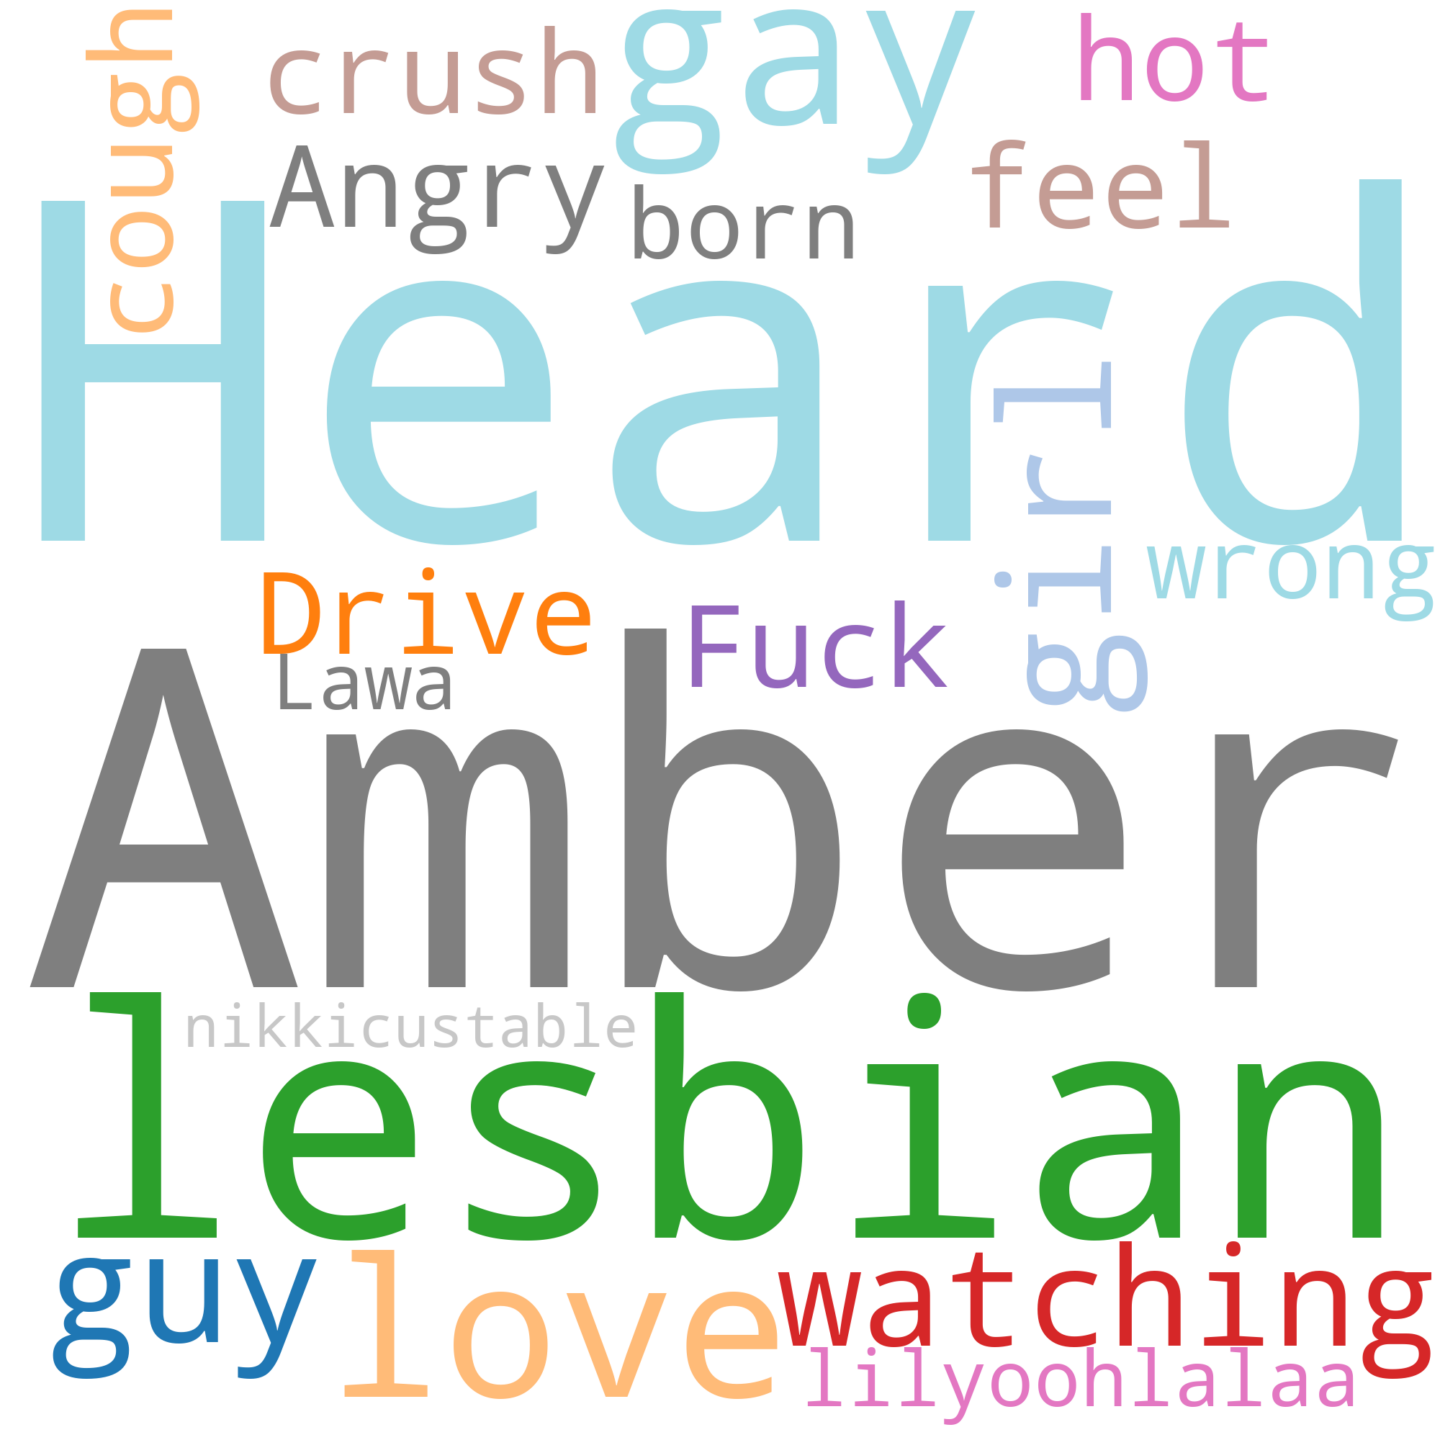 cough
crush
gay
hot
Angry
born
feel
Heard
girl
wrong
Drive
Fuck
Lawa
Amber
nikkicustable
lesbian
guy
love
watching
lilyoohlalaa